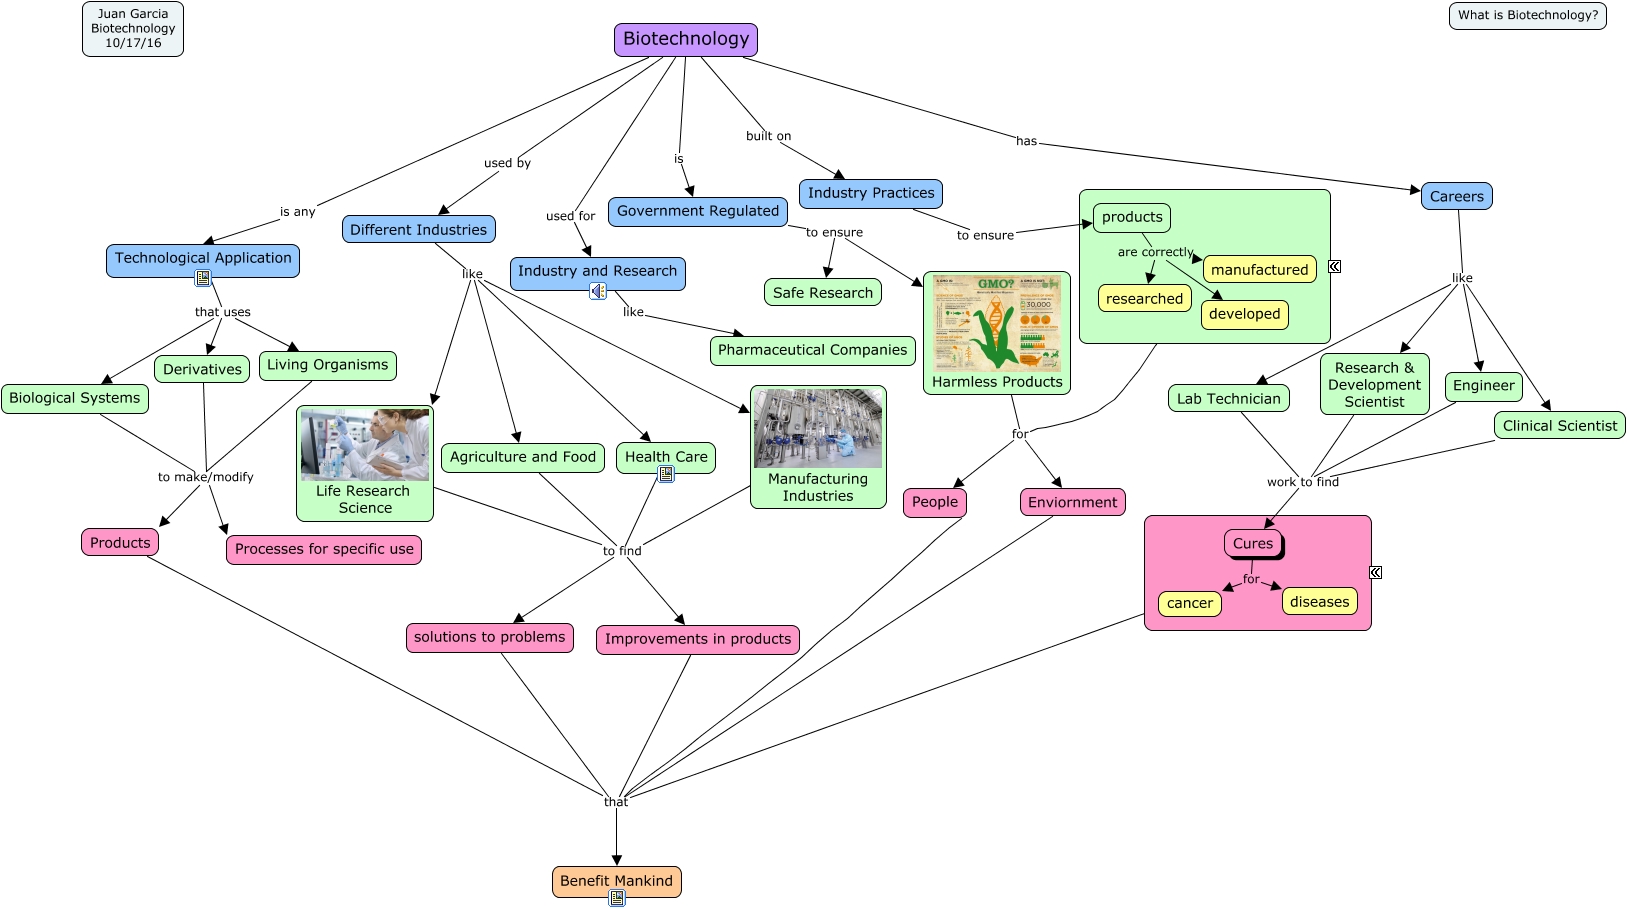 Juan Garcia
Biotechnology
10/17/16
What is Biotechnology?
Biotechnology
is any
used by
used for
is
built on
has
Technological Application
Different Industries
Industry and Research
Government Regulated
Industry Practices
Careers
that uses
like
like
to ensure
to ensure
like
Biological Systems
Derivatives
Living Organisms
Pharmaceutical Companies
Safe Research
GMO?
30,000
Harmless Products
products
are correctly
manufactured
researched
developed
Lab Technician
Research &
Development
Scientist
Engineer
Clinical Scientist
to make/modify
Life Research
Science
Agriculture and Food
Health Care
Manufacturing
Industries
for
work to find
Products
Processes for specific use
to find
People
Enviornment
Cures
for
cancer
diseases
solutions to problems
Improvements in products
that
Benefit Mankind